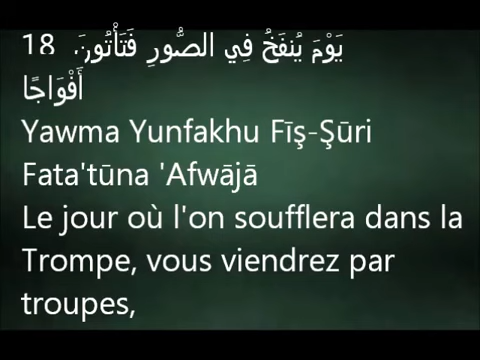 18. يَوْمَ يُنفَخُ فِي الصُّورِ فَتَأْتُونَ
أَفْوَاجًا
Yawma Yunfakhu Fīş-Şūri
Fata'tūna 'Afwājā
Le jour où l'on soufflera dans la
Trompe, vous viendrez par
troupes,